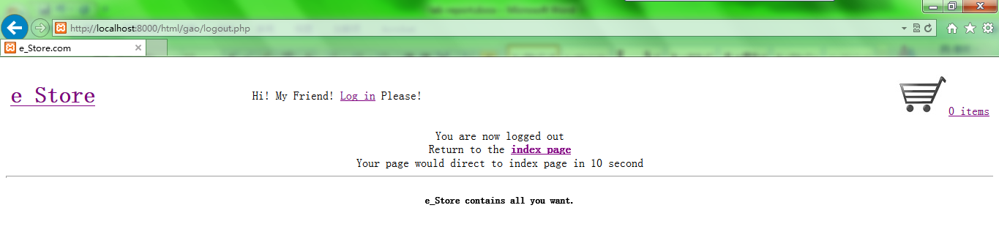 http://localhost:8000/html/gao/logout.php
e_Store.com
e Store
Hi! My Friend! Log in Please!
0 items
You are now logged out
Return to the index page
Your page would direct to index page in 10 second
e_Store contains all you want.